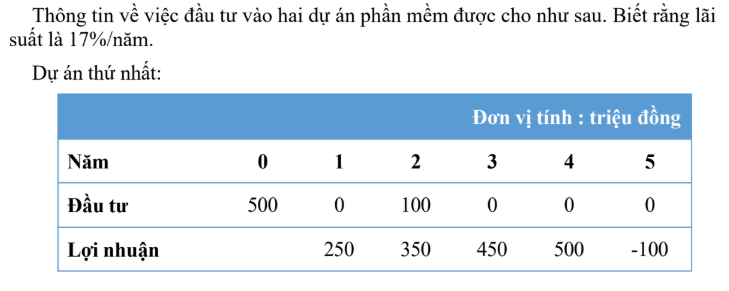 Thông tin về việc đầu tư vào hai dự án phần mềm được cho như sau. Biết rằng lãi
suất là 17%/năm.
Dự án thứ nhất:
Đơn vị tính : triệu đồng
Năm 0 1 2 3 4 5
Đầu tư 500 0 100 0 0 0
Lợi nhuận 250 350 450 500 -100